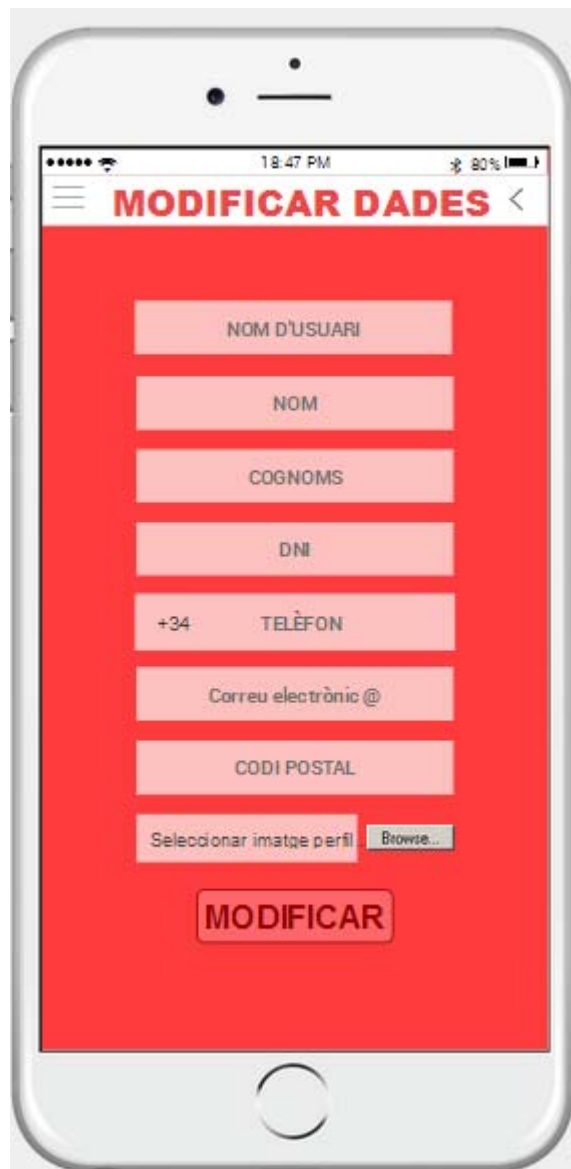 18:47 PM 80%
MODIFICAR DADES
NOM D'USUARI
NOM
COGNOMS
DNI
+34 TELÈFON
Correu electrònic @
CODI POSTAL
Seleccionar imatge perfil .. Browse...
MODIFICAR